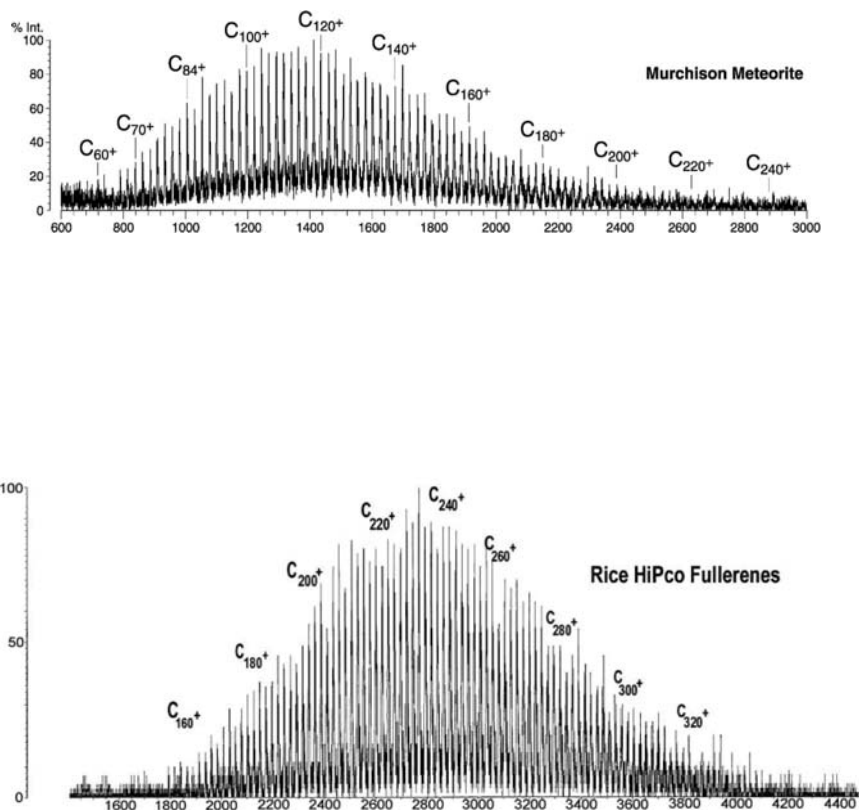 % Int.
C60+ C70+ C84+ C100+ C120+ C140+ C160+ C180+ C200+ C220+ C240+
Murchison Meteorite
100
80
60
40
20
0
600 800 1000 1200 1400 1600 1800 2000 2200 2400 2600 2800 3000
100
50
0
C160+ C180+ C200+ C220+ C240+ C260+ C280+ C300+ C320+
Rice HiPco Fullerenes
1600 1800 2000 2200 2400 2600 2800 3000 3200 3400 3600 3800 4000 4200 4400